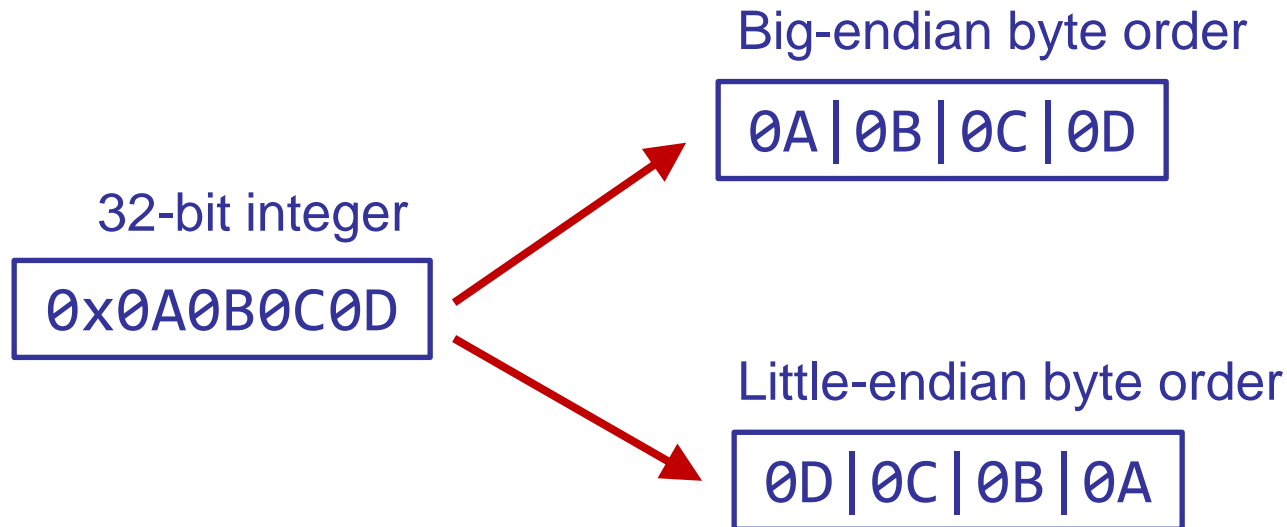 Big-endian byte order
0A|0B|0C|0D
32-bit integer
0x0A0B0C0D
Little-endian byte order
0D|0C|0B|0A